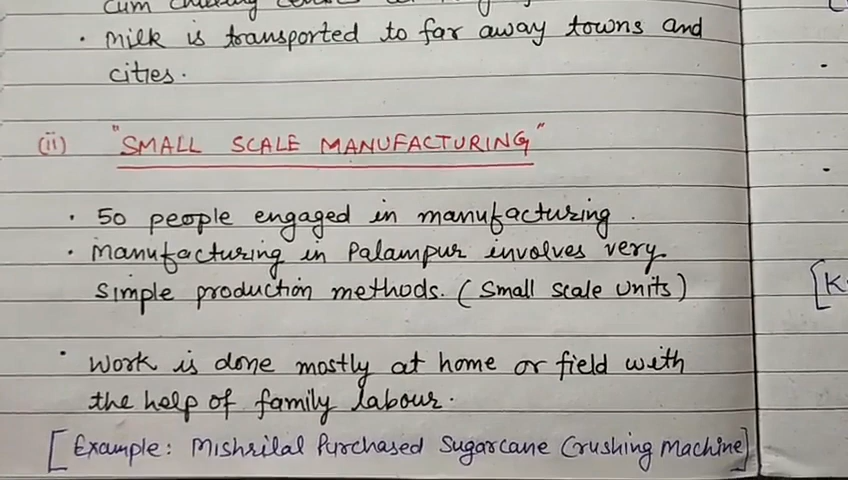 cum
• Milk is transported to far away towns and
cities.
(ii) "SMALL SCALE MANUFACTURING"
• 50 people engaged in manufacturing.
• Manufacturing in Palampur involves very
simple production methods. (Small scale units)
• Work is done mostly at home or field with
the help of family labour.
[Example: Mishrilal Purchased Sugarcane Crushing Machine]
[K